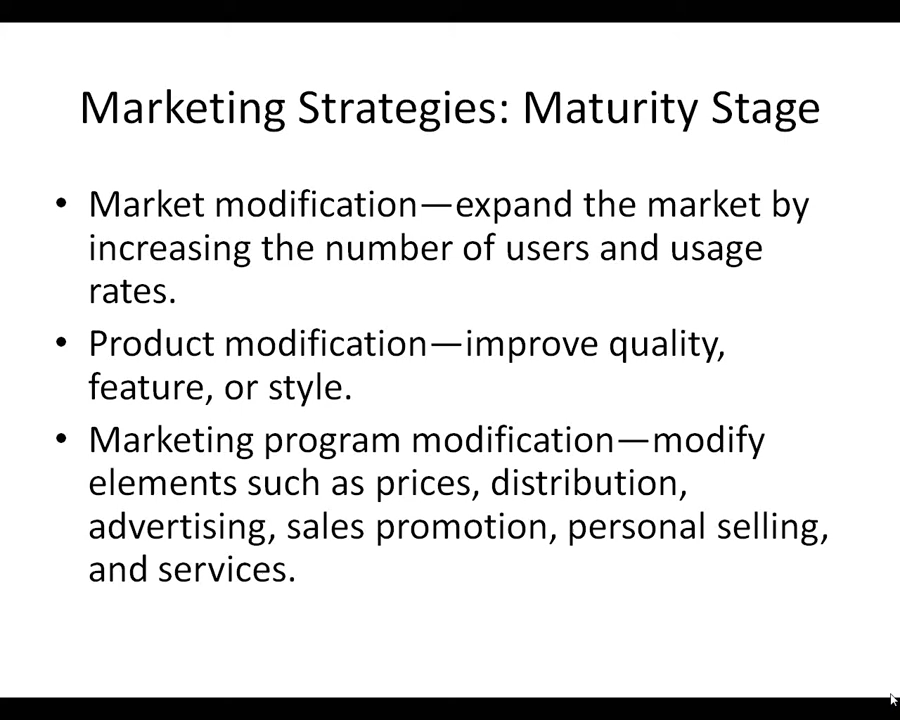 Marketing Strategies: Maturity Stage
• Market modification—expand the market by
increasing the number of users and usage
rates.
• Product modification—improve quality,
feature, or style.
• Marketing program modification—modify
elements such as prices, distribution,
advertising, sales promotion, personal selling,
and services.